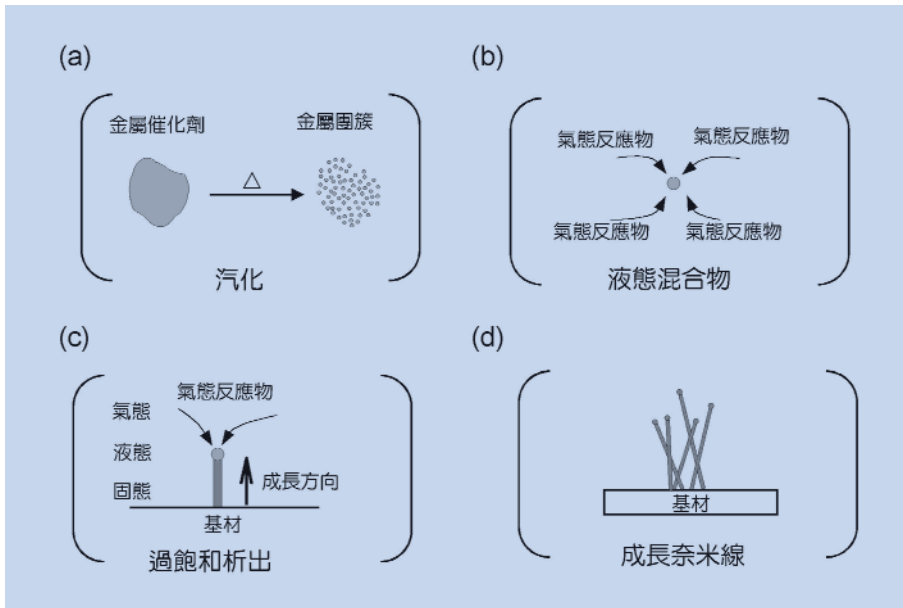 (a)
金屬催化劑
金屬團簇
△
汽化
(b)
氣態反應物 氣態反應物
氣態反應物 氣態反應物
液態混合物
(c)
氣態反應物
氣態
液態
成長方向
固態
基材
過飽和析出
(d)
基材
成長奈米線